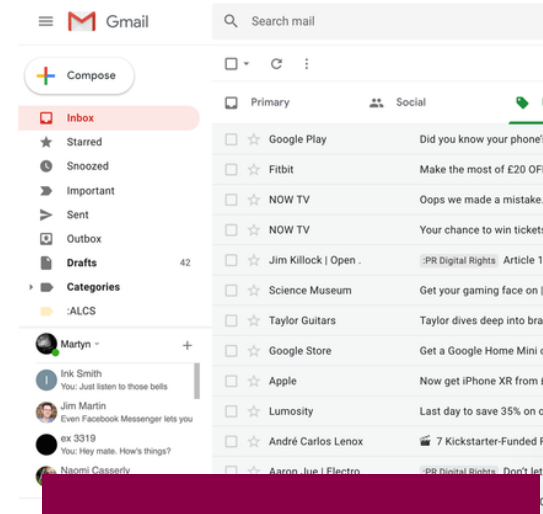 Gmail
Search mail
Compose
Inbox
Starred
Snoozed
Important
Sent
Outbox
Drafts 42
Categories
:ALCS
Martyn
Ink Smith
You: Just listen to those bells
Jim Martin
Even Facebook Messenger lets you
ex 3319
You: Hey mate. How's things?
Naomi Casserly
Primary Social
Google Play Did you know your phone's
Fitbit Make the most of £20 OFF
NOW TV Oops we made a mistake.
NOW TV Your chance to win tickets
Jim Killock | Open . :PR Digital Rights Article 1
Science Museum Get your gaming face on |
Taylor Guitars Taylor dives deep into bra
Google Store Get a Google Home Mini
Apple Now get iPhone XR from £
Lumosity Last day to save 35% on
André Carlos Lenox 7 Kickstarter-Funded
Aaron Jue | Electro :PR Digital Rights Don't let